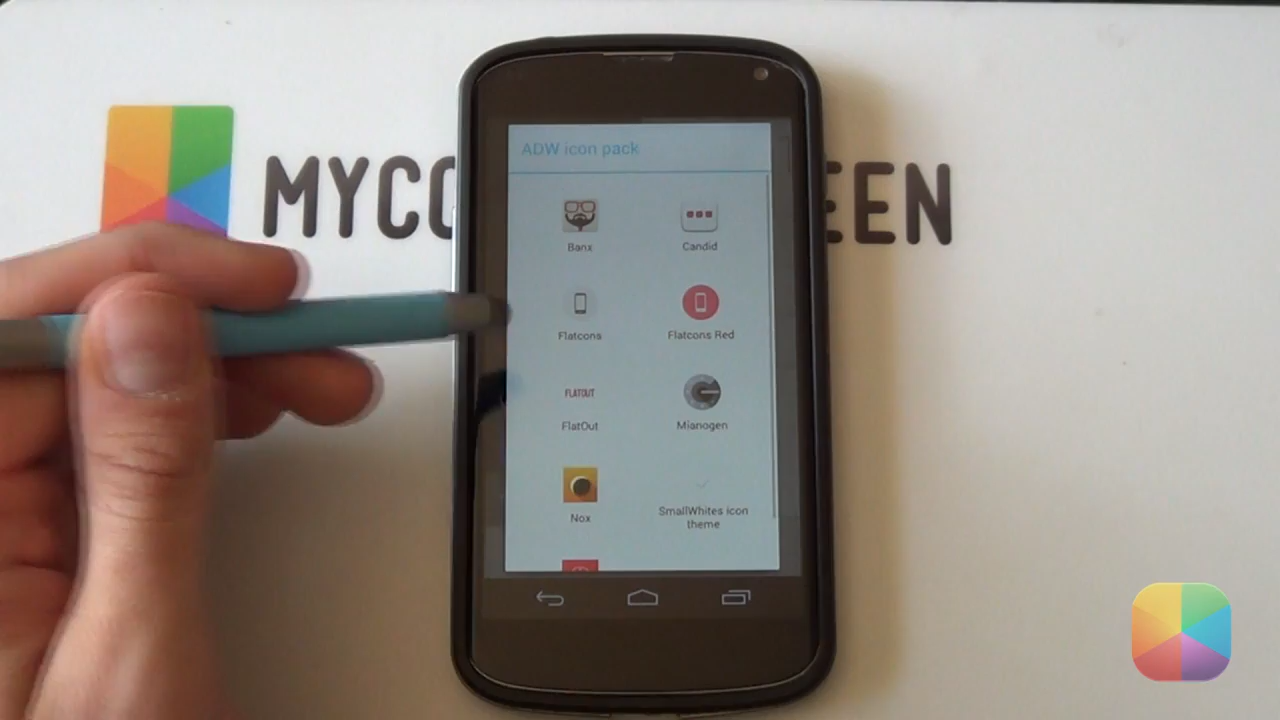 MYCO
EEN
ADW icon pack
Banx
Candid
Flatcons
Flatcons Red
FLATOUT
FlatOut
Mianogen
Nox
SmallWhites icon
theme